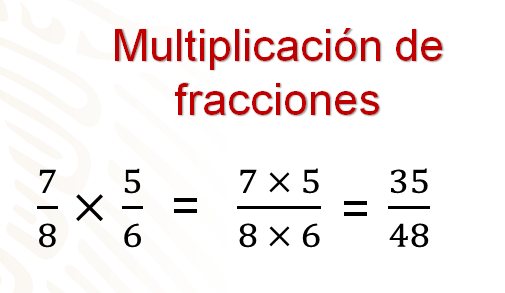 Multiplicación de
fracciones
7/8 × 5/6 = 7 × 5/8 × 6 = 35/48